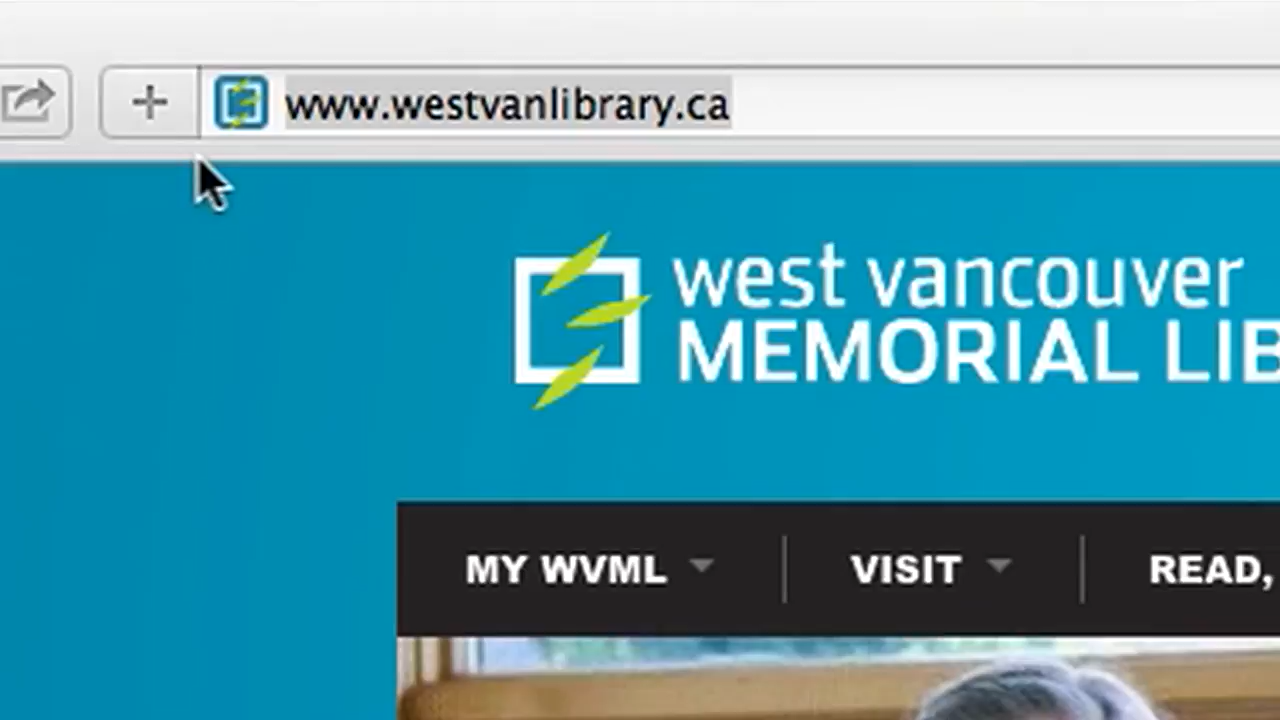 www.westvanlibrary.ca
west vancouver
MEMORIAL LIB
MY WVML
VISIT
READ,